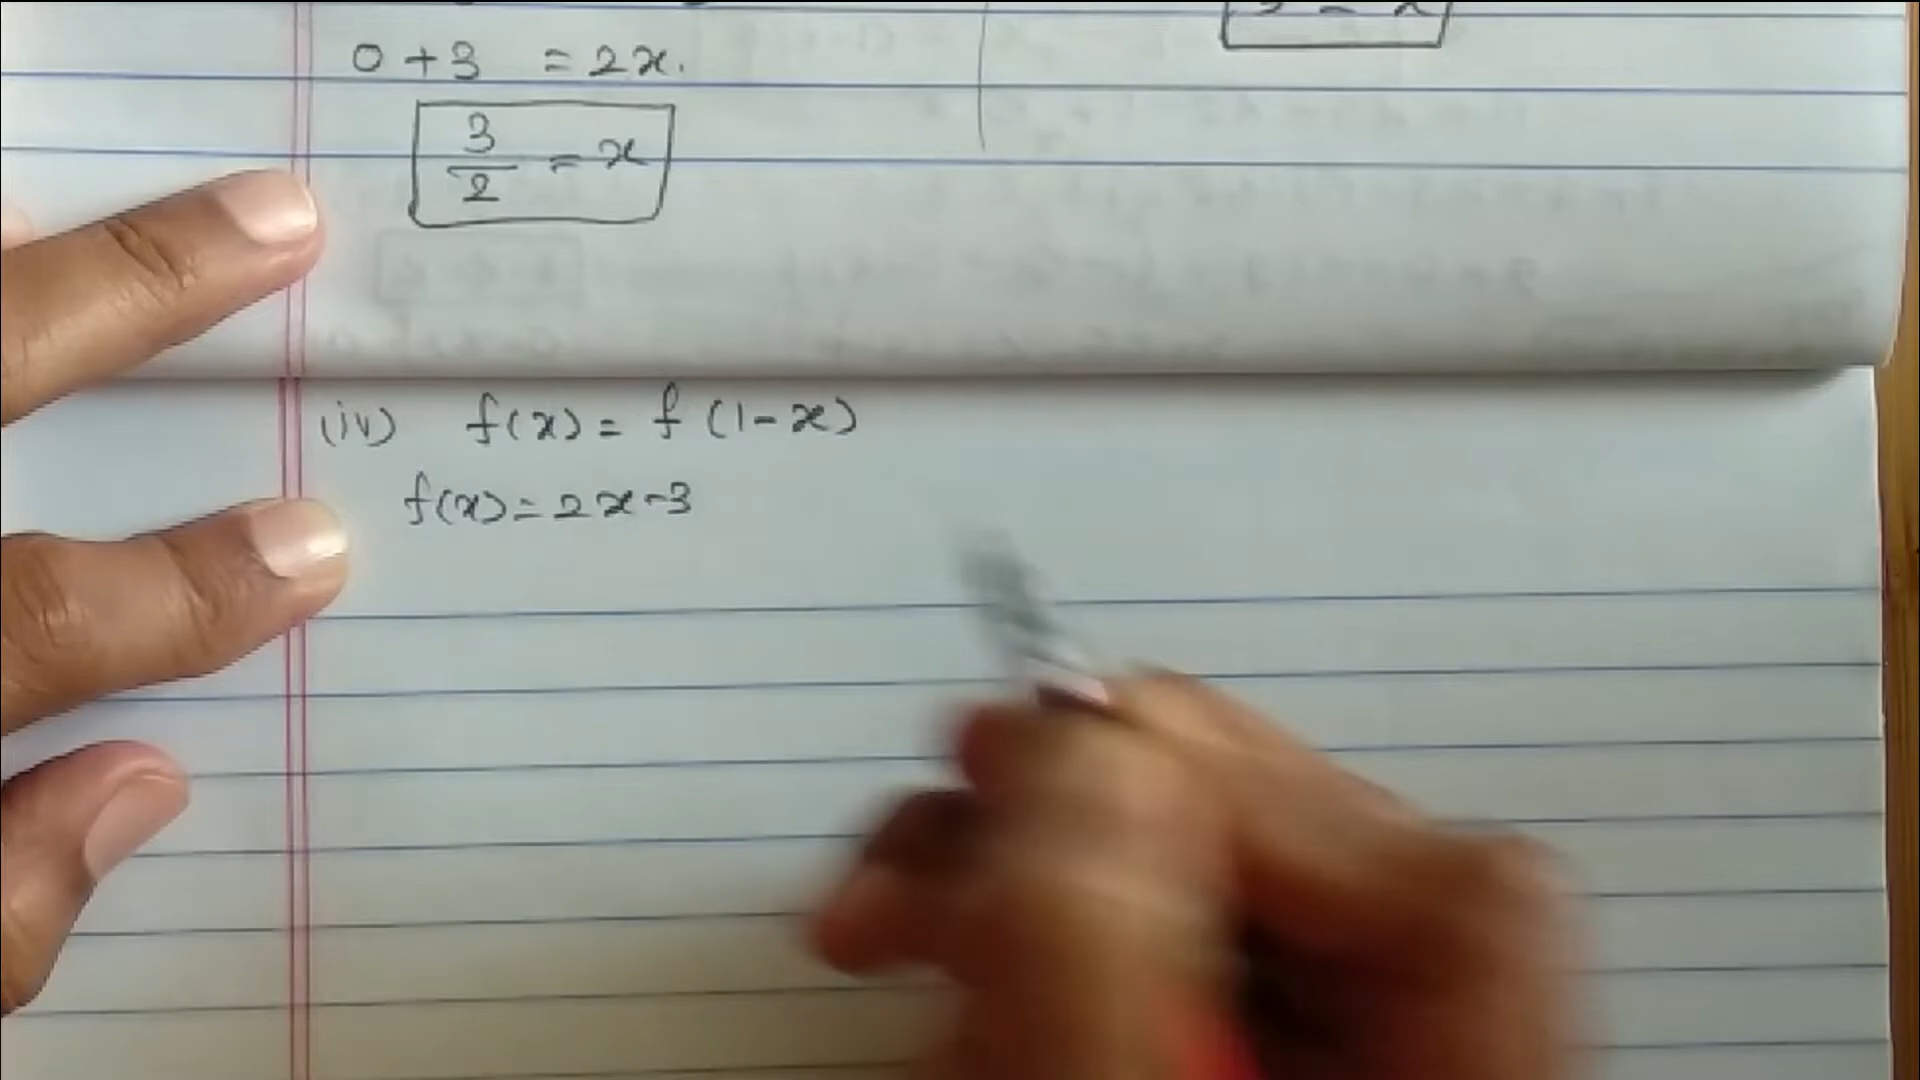 0 + 3 = 2x.
3/2 = x
(iv) f(x) = f(1-x)
f(x) = 2x-3